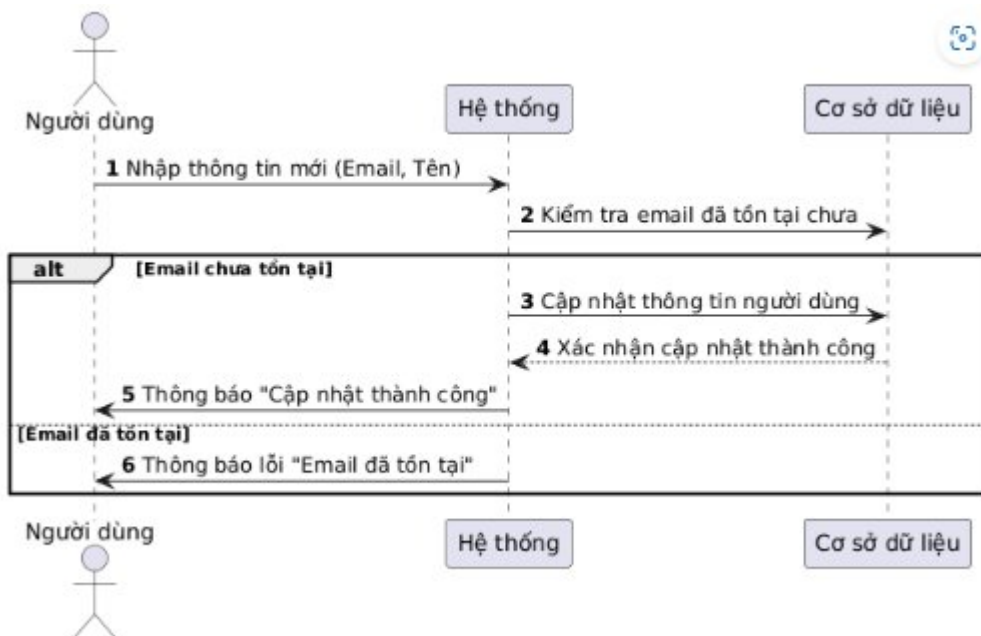 Người dùng
Hệ thống
Cơ sở dữ liệu
1 Nhập thông tin mới (Email, Tên)
2 Kiểm tra email đã tồn tại chưa
alt [Email chưa tồn tại]
3 Cập nhật thông tin người dùng
4 Xác nhận cập nhật thành công
5 Thông báo "Cập nhật thành công"
[Email đã tồn tại]
6 Thông báo lỗi "Email đã tồn tại"
Người dùng
Hệ thống
Cơ sở dữ liệu